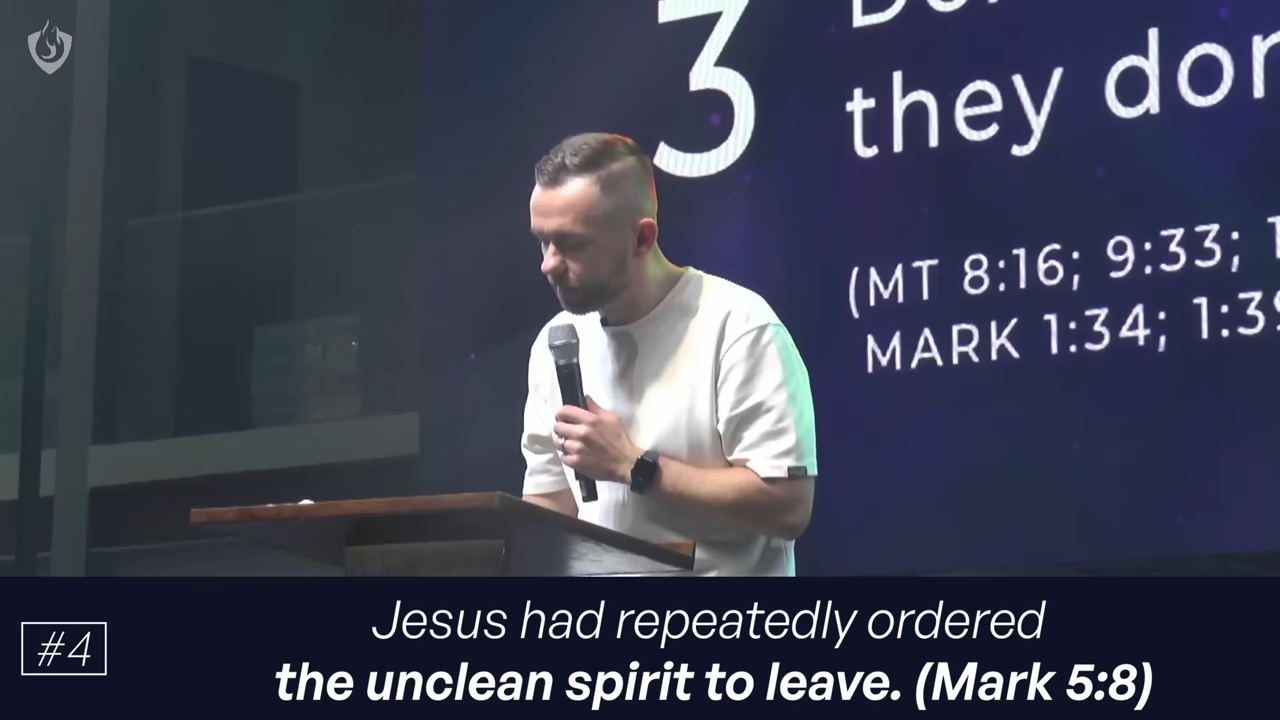 3
they
(MT 8:16; 9:33;
MARK 1:34;
#4
Jesus had repeatedly ordered
the unclean spirit to leave. (Mark 5:8)